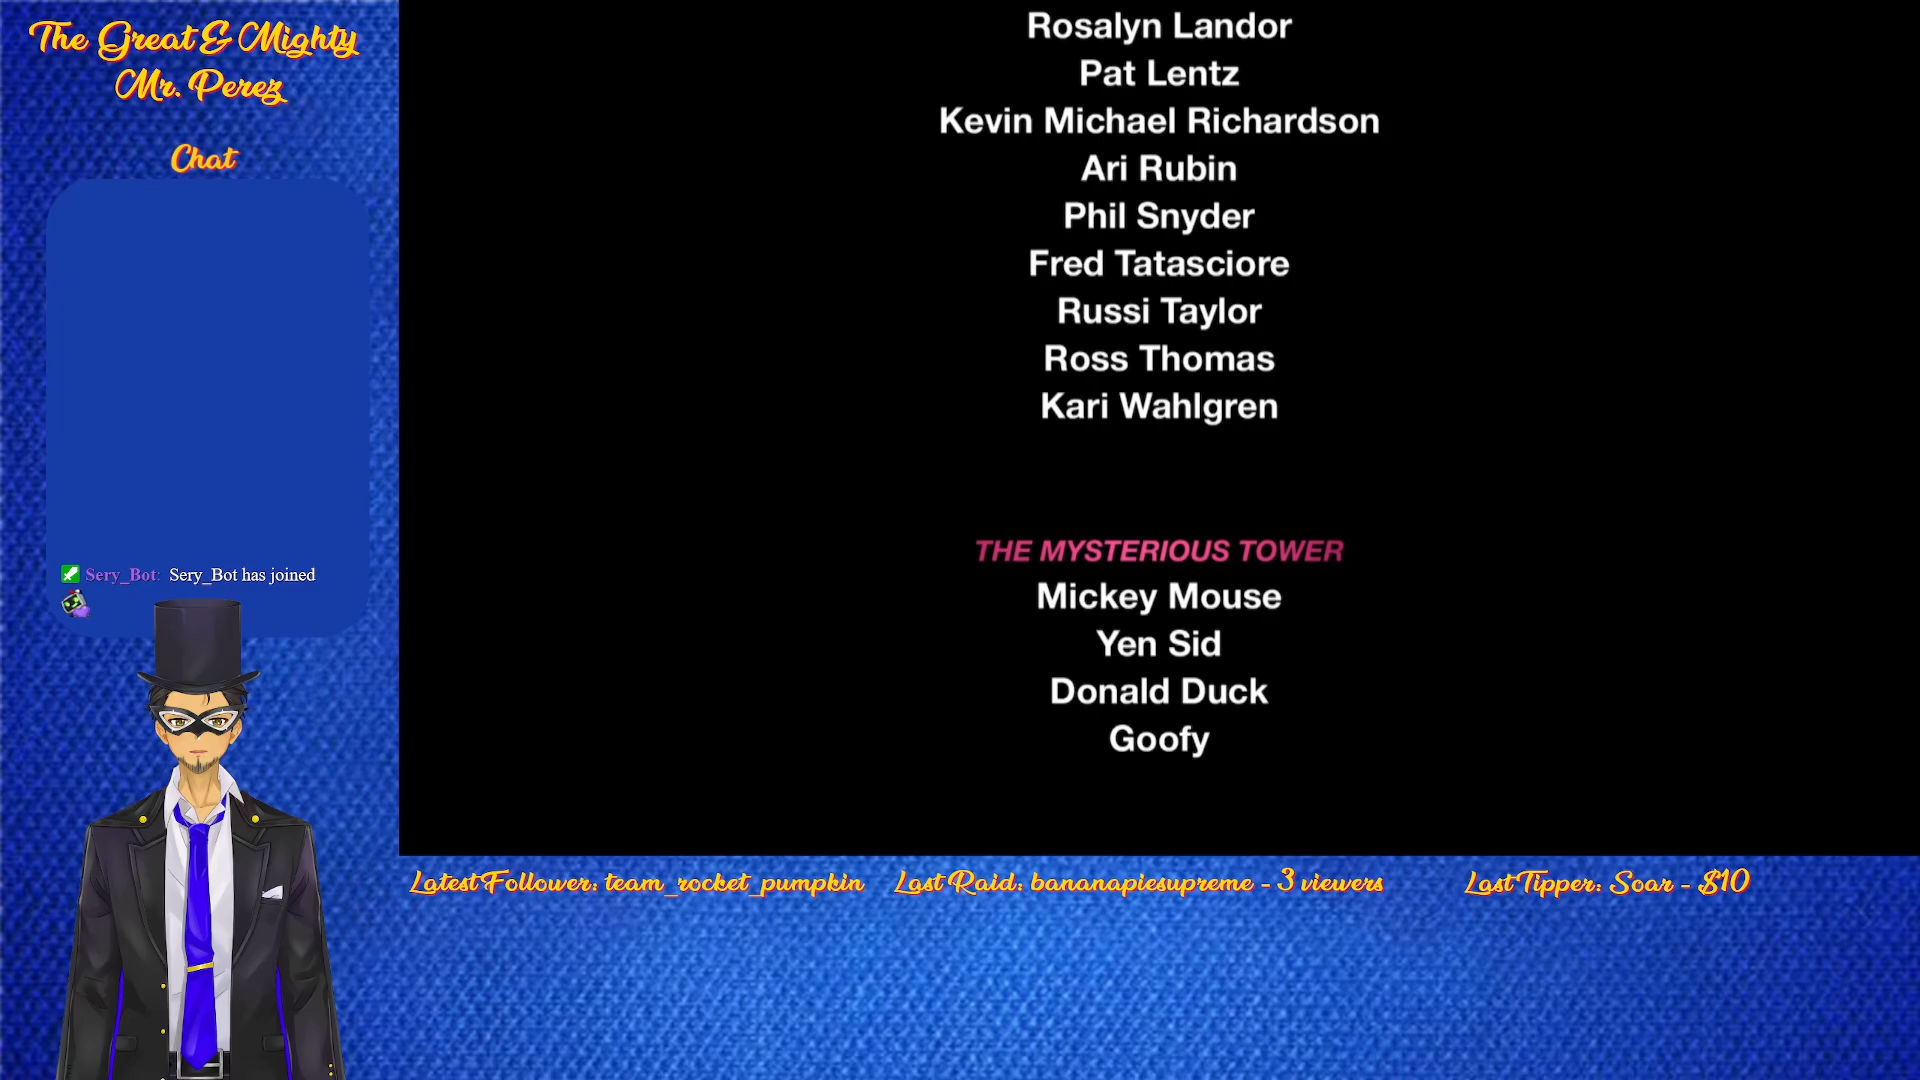 The Great & Mighty
Mr. Perez
Chat
Sery_Bot: Sery_Bot has joined
Rosalyn Landor
Pat Lentz
Kevin Michael Richardson
Ari Rubin
Phil Snyder
Fred Tatasciore
Russi Taylor
Ross Thomas
Kari Wahlgren
THE MYSTERIOUS TOWER
Mickey Mouse
Yen Sid
Donald Duck
Goofy
Latest Follower: team_rocket_pumpkin
Last Raid: bananapiesupreme - 3 viewers
Last Tipper: Soar - $10